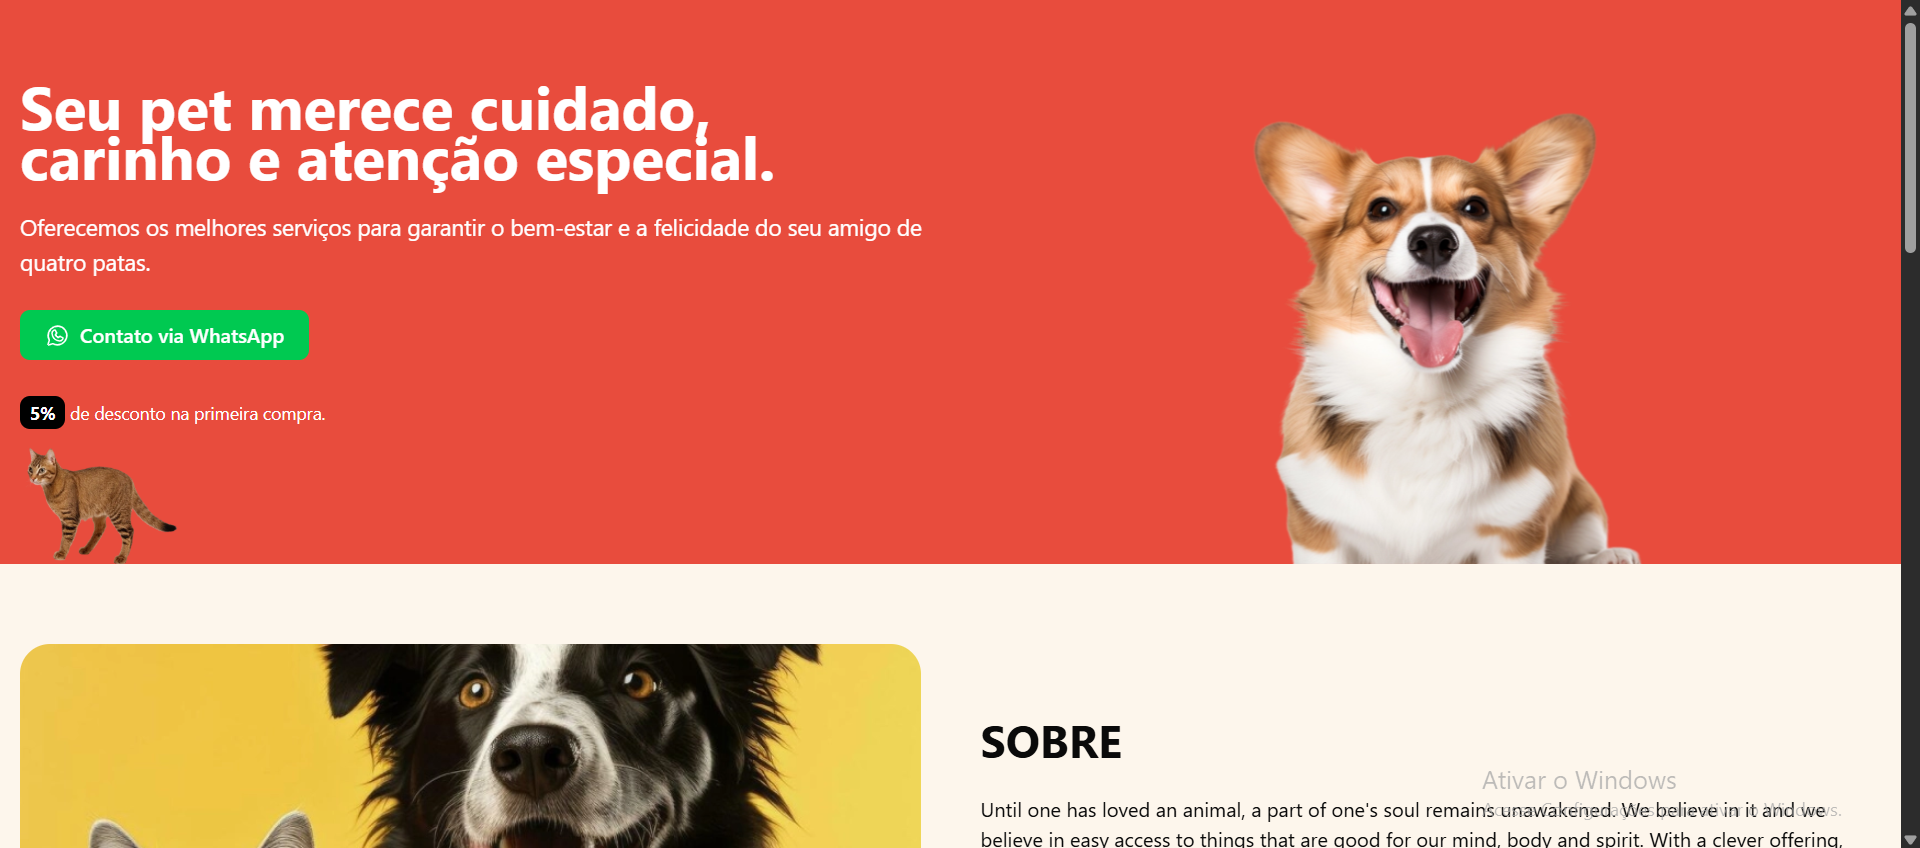 Seu pet merece cuidado,
carinho e atenção especial.
Oferecemos os melhores serviços para garantir o bem-estar e a felicidade do seu amigo de
quatro patas.
Contato via WhatsApp
5% de desconto na primeira compra.
SOBRE
Until one has loved an animal, a part of one's soul remains unawakened. We believe in it and we
believe in easy access to things that are good for our mind, body and spirit. With a clever offering,
Ativar o Windows
Acesse Configurações para ativar o Windows.